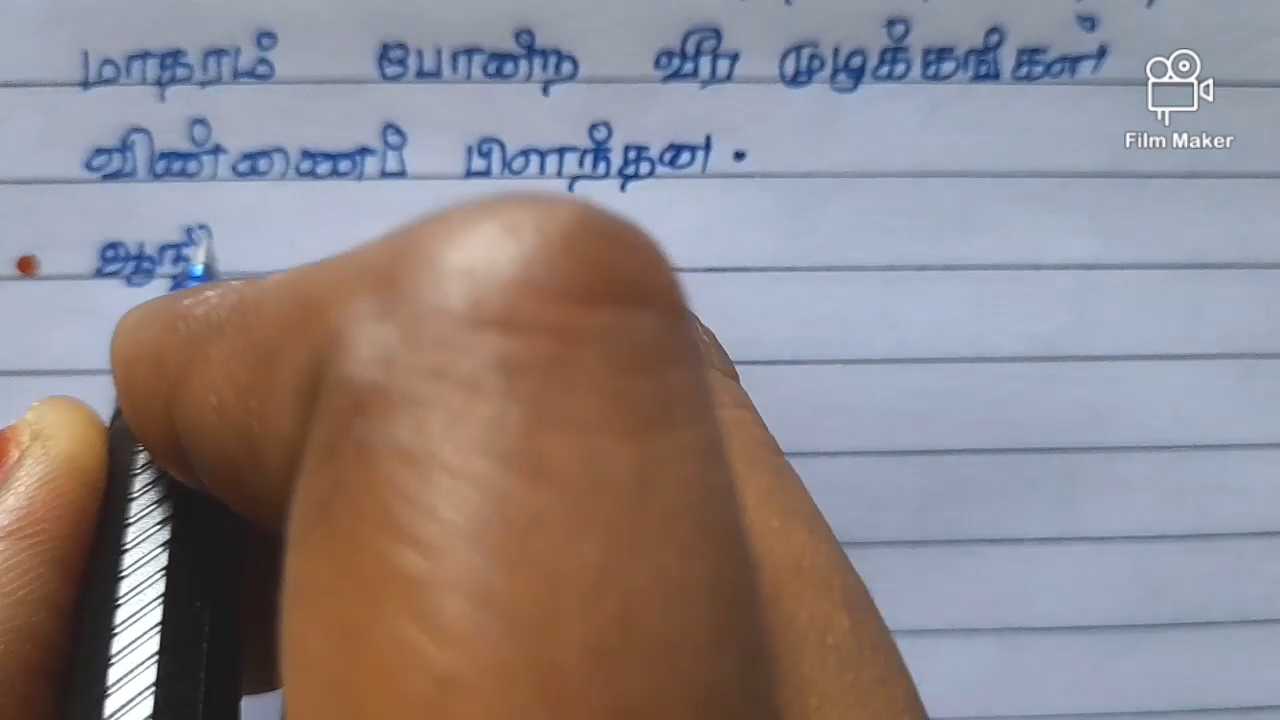 மாதரம் போன்ற வீர முழக்கங்கள்
விண்ணைப் பிளந்தன.
Film Maker